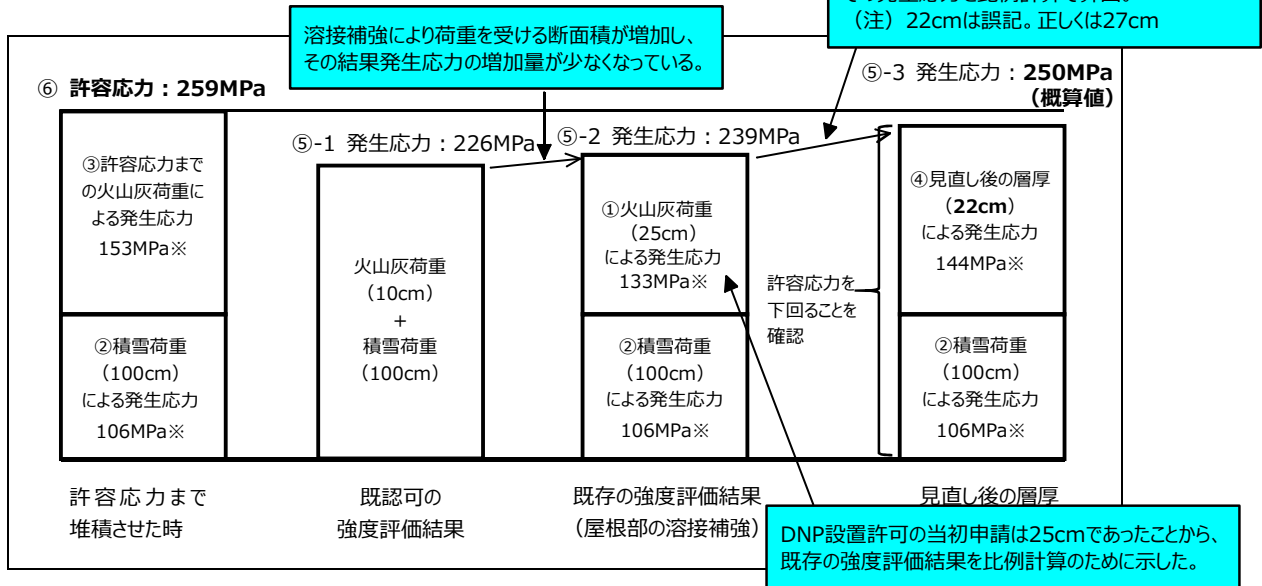 その発生応力を比例計算で算出。
（注）22cmは誤記。正しくは27cm
溶接補強により荷重を受ける断面積が増加し、
その結果発生応力の増加量が少なくなっている。
⑥ 許容応力：259MPa
⑤-1 発生応力：226MPa
⑤-2 発生応力：239MPa
⑤-3 発生応力：250MPa
（概算値）
③許容応力まで
の火山灰荷重に
よる発生応力
153MPa※
②積雪荷重
（100cm）
による発生応力
106MPa※
火山灰荷重
（10cm）
+
積雪荷重
（100cm）
①火山灰荷重
（25cm）
による発生応力
133MPa※
②積雪荷重
（100cm）
による発生応力
106MPa※
許容応力を
下回ることを
確認
④見直し後の層厚
（22cm）
による発生応力
144MPa※
②積雪荷重
（100cm）
による発生応力
106MPa※
許容応力まで
堆積させた時
既認可の
強度評価結果
既存の強度評価結果
（屋根部の溶接補強）
見直し後の層厚
DNP設置許可の当初申請は25cmであったことから、
既存の強度評価結果を比例計算のために示した。